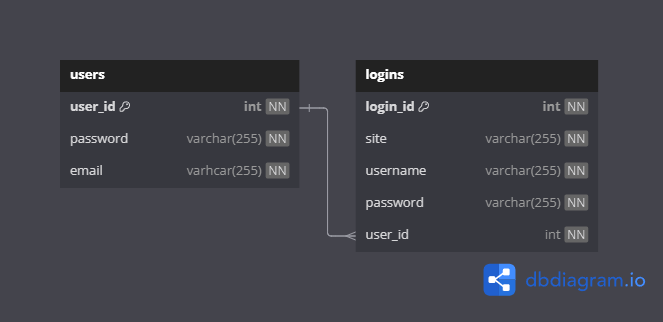 users
user_id int NN
password varchar(255) NN
email varhcar(255) NN
logins
login_id int NN
site varchar(255) NN
username varchar(255) NN
password varchar(255) NN
user_id int NN
dbdiagram.io